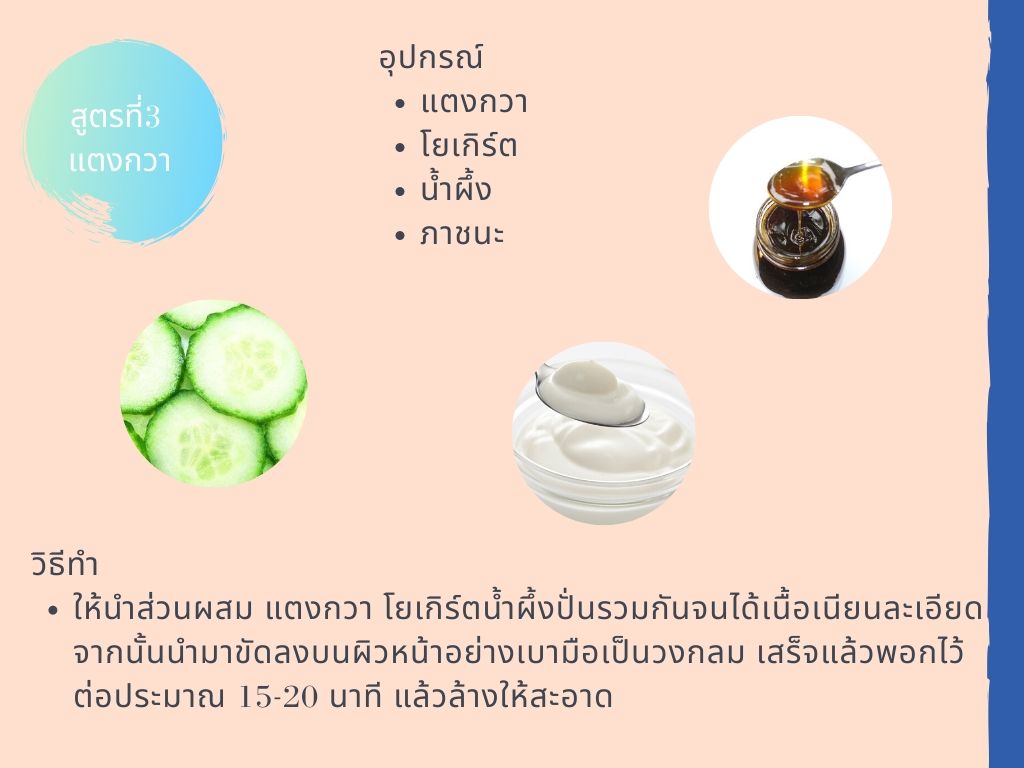 สูตรที่3
แตงกวา
อุปกรณ์
• แตงกวา
• โยเกิร์ต
• น้ำผึ้ง
• ภาชนะ
วิธีทำ
• ให้นำส่วนผสม แตงกวา โยเกิร์ตน้ำผึ้งปั่นรวมกันจนได้เนื้อเนียนละเอียด
จากนั้นนำมาขัดลงบนผิวหน้าอย่างเบามือเป็นวงกลม เสร็จแล้วพอกไว้
ต่อประมาณ 15-20 นาที แล้วล้างให้สะอาด